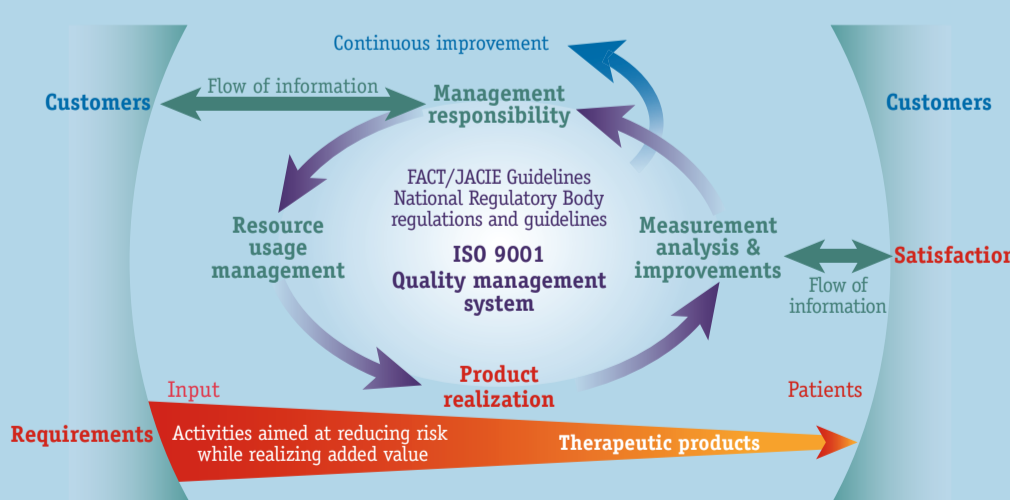 Continuous improvement
Customers
Flow of information
Management
responsibility
Customers
FACT/JACIE Guidelines
National Regulatory Body
regulations and guidelines
Resource
usage
management
ISO 9001
Quality management
system
Measurement
analysis &
improvements
Satisfaction
Flow of
information
Product
realization
Input
Patients
Requirements
Activities aimed at reducing risk
while realizing added value
Therapeutic products